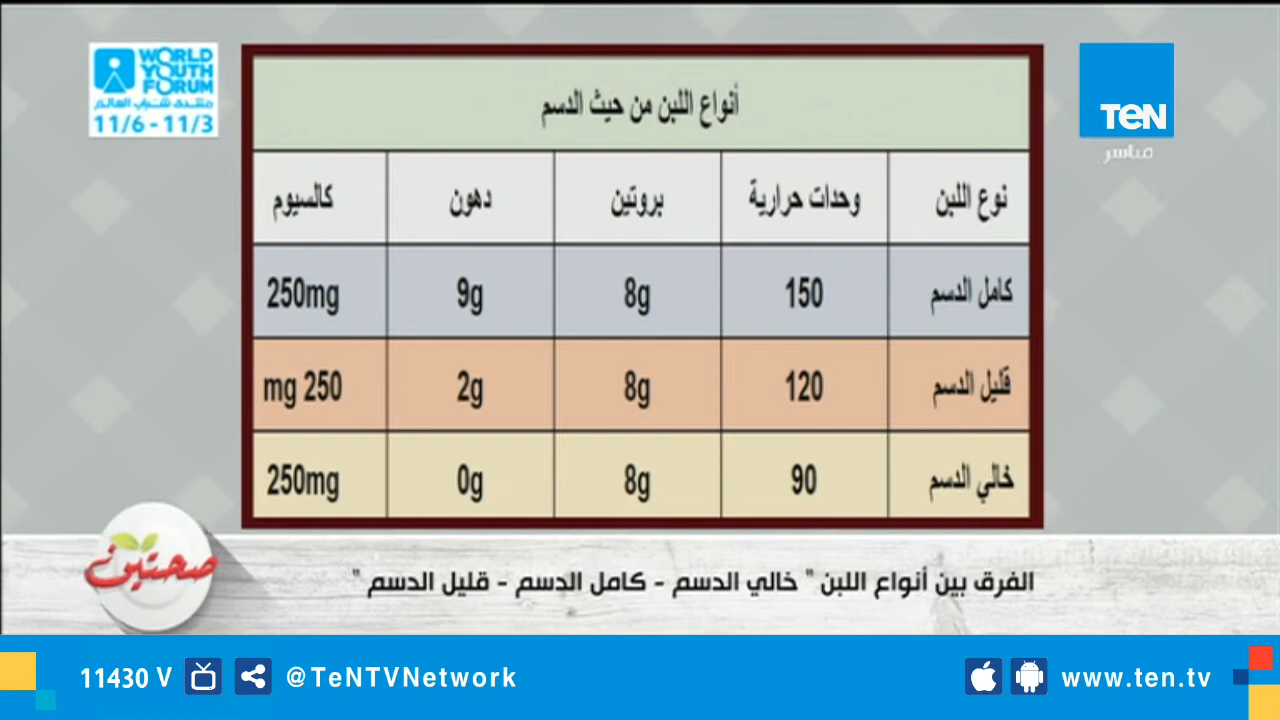 WORLD
YOUTH
FORUM
منتدى شباب العالم
11/6 - 11/3
TEN
مباشر
أنواع اللبن من حيث الدسم
نوع اللبن وحدات حرارية بروتين دهون كالسيوم
كامل الدسم 150 8g 9g 250mg
قليل الدسم 120 8g 2g mg 250
خالي الدسم 90 8g 0g 250mg
صحتين
الفرق بين أنواع اللبن " خالي الدسم - كامل الدسم - قليل الدسم "
11430 V @TeNTVNetwork www.ten.tv